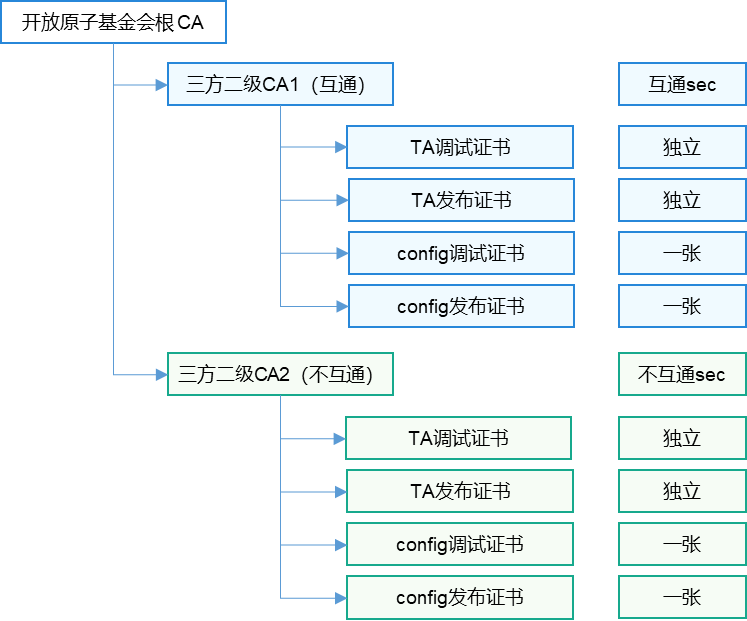 开放原子基金会根CA
三方二级CA1（互通）
互通sec
TA调试证书
独立
TA发布证书
独立
config调试证书
一张
config发布证书
一张
三方二级CA2（不互通）
不互通sec
TA调试证书
独立
TA发布证书
独立
config调试证书
一张
config发布证书
一张